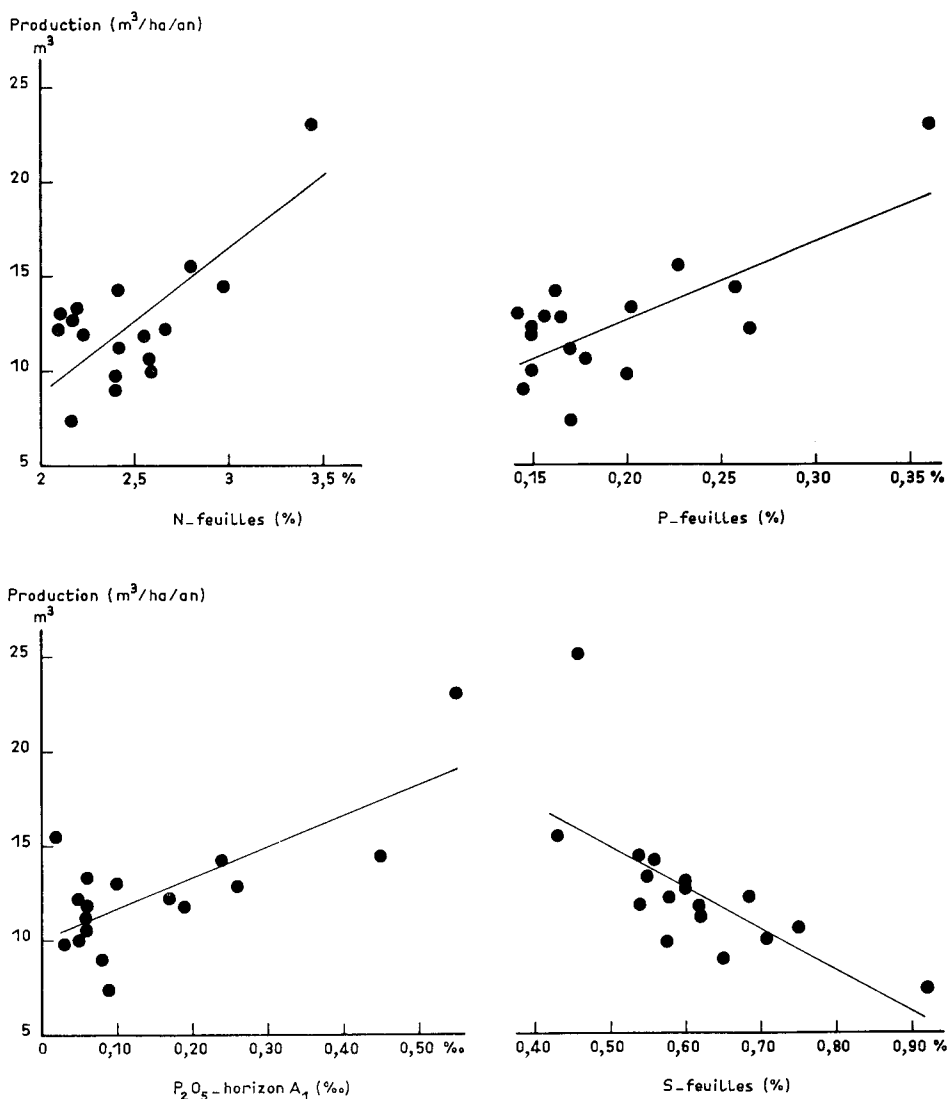 Production (m³/ha/an)
m³
25
20
15
10
5
2 2,5 3 3,5 %
N_feuilles (%)
0,15 0,20 0,25 0,30 0,35 %
P_feuilles (%)
Production (m³/ha/an)
m³
25
20
15
10
5
0 0,10 0,20 0,30 0,40 0,50 ‰
P₂O₅_horizon A₁ (‰)
0,40 0,50 0,60 0,70 0,80 0,90 %
S_feuilles (%)